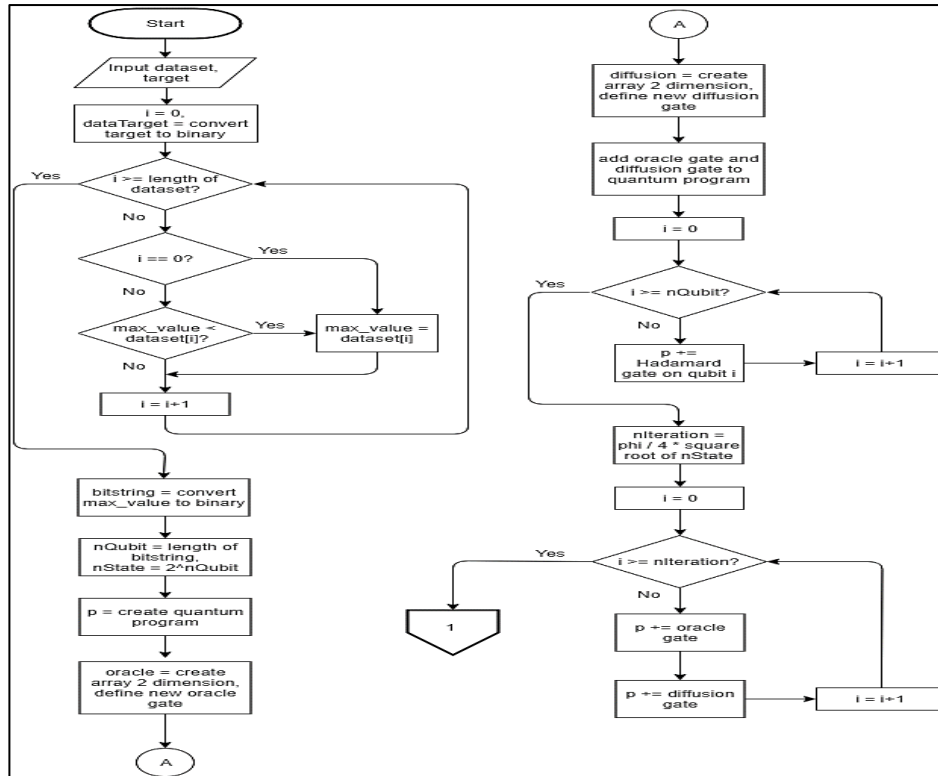 Start
Input dataset,
target
i = 0,
dataTarget = convert
target to binary
Yes
i >= length of
dataset?
No
i == 0?
Yes
No
max_value <
dataset[i]?
Yes
max_value =
dataset[i]
No
i = i+1
bitstring = convert
max_value to binary
nQubit = length of
bitstring,
nState = 2^nQubit
p = create quantum
program
oracle = create
array 2 dimension,
define new oracle
gate
A
A
diffusion = create
array 2 dimension,
define new diffusion
gate
add oracle gate and
diffusion gate to
quantum program
i = 0
Yes
i >= nQubit?
No
p +=
Hadamard
gate on qubit i
i = i+1
nIteration =
phi / 4 * square
root of nState
i = 0
Yes
i >= nIteration?
No
1
p += oracle
gate
p += diffusion
gate
i = i+1